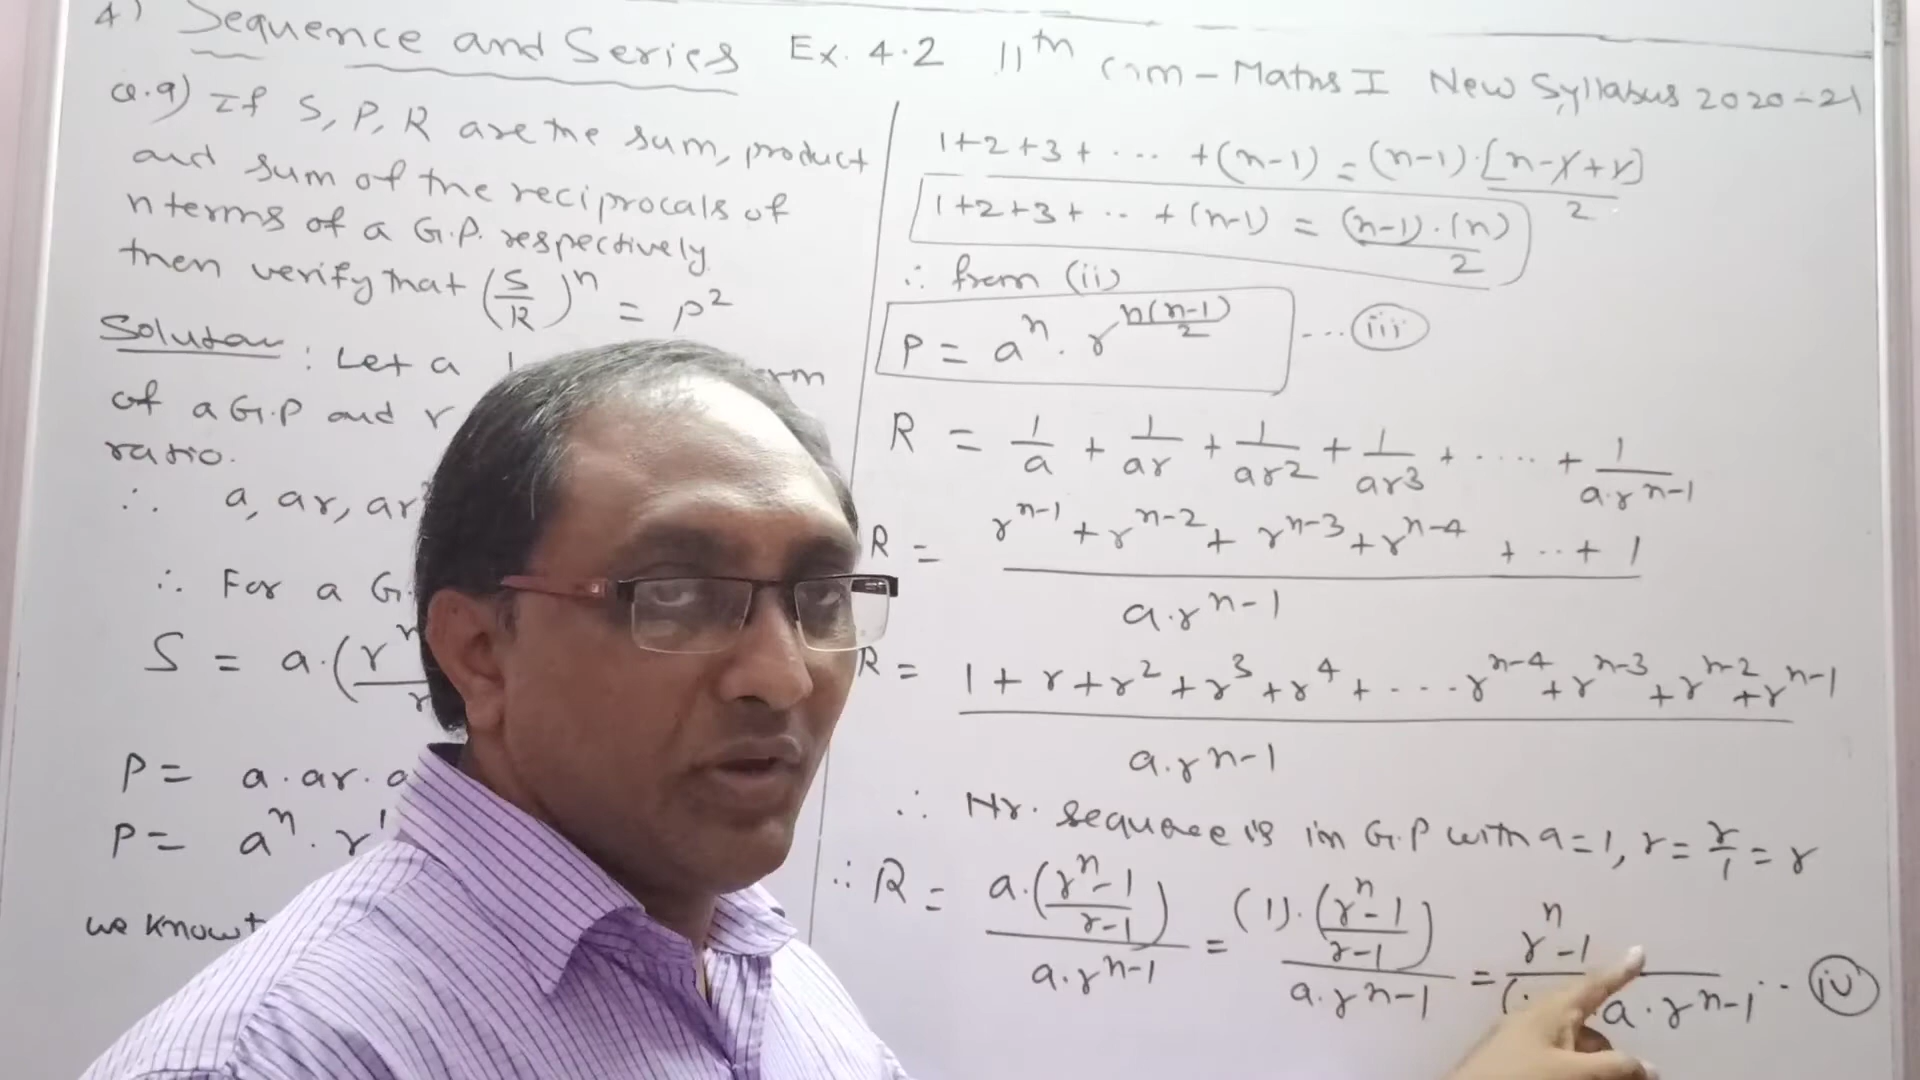 4) Sequence and Series Ex. 4.2 11th Com - Maths I New Syllabus 2020-21
Q.9) If S, P, R are the sum, product
and sum of the reciprocals of
n terms of a G.P. respectively
then verify that (S/R)^n = P^2
Solution : Let a
of a G.P and r
ratio.
∴ a, ar, ar
∴ For a G.
S = a.(r^n
r
P = a . ar . a
P = a^n . r^1
we know t
1+2+3+ .... +(n-1) = (n-1).[n-1+1]/2
1+2+3+ .. +(n-1) = (n-1).(n)/2
∴ from (ii)
P = a^n . r^(n(n-1)/2) ... (iii)
R = 1/a + 1/ar + 1/ar2 + 1/ar3 + ..... + 1/a.r^n-1
R = r^n-1 + r^n-2 + r^n-3 + r^n-4 + .. + 1
a.r^n-1
R = 1 + r + r^2 + r^3 + r^4 + .... r^n-4 + r^n-3 + r^n-2 + r^n-1
a.r^n-1
∴ Nr. sequence is in G.P with a=1, r = r/1 = r
∴ R = a.(r^n-1/r-1)/a.r^n-1 = (1).(r^n-1/r-1)/a.r^n-1 = r^n-1/( a.r^n-1 .. (iv)